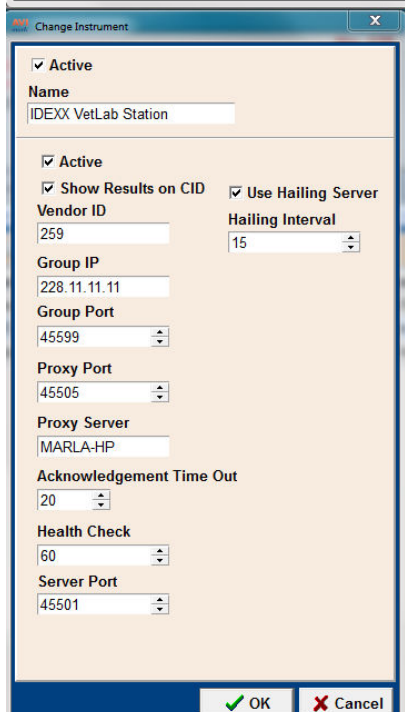 Change Instrument
X
Active
Name
IDEXX VetLab Station
Active
Show Results on CID
Use Hailing Server
Vendor ID
Hailing Interval
259
15
Group IP
228.11.11.11
Group Port
45599
Proxy Port
45505
Proxy Server
MARLA-HP
Acknowledgement Time Out
20
Health Check
60
Server Port
45501
OK
Cancel